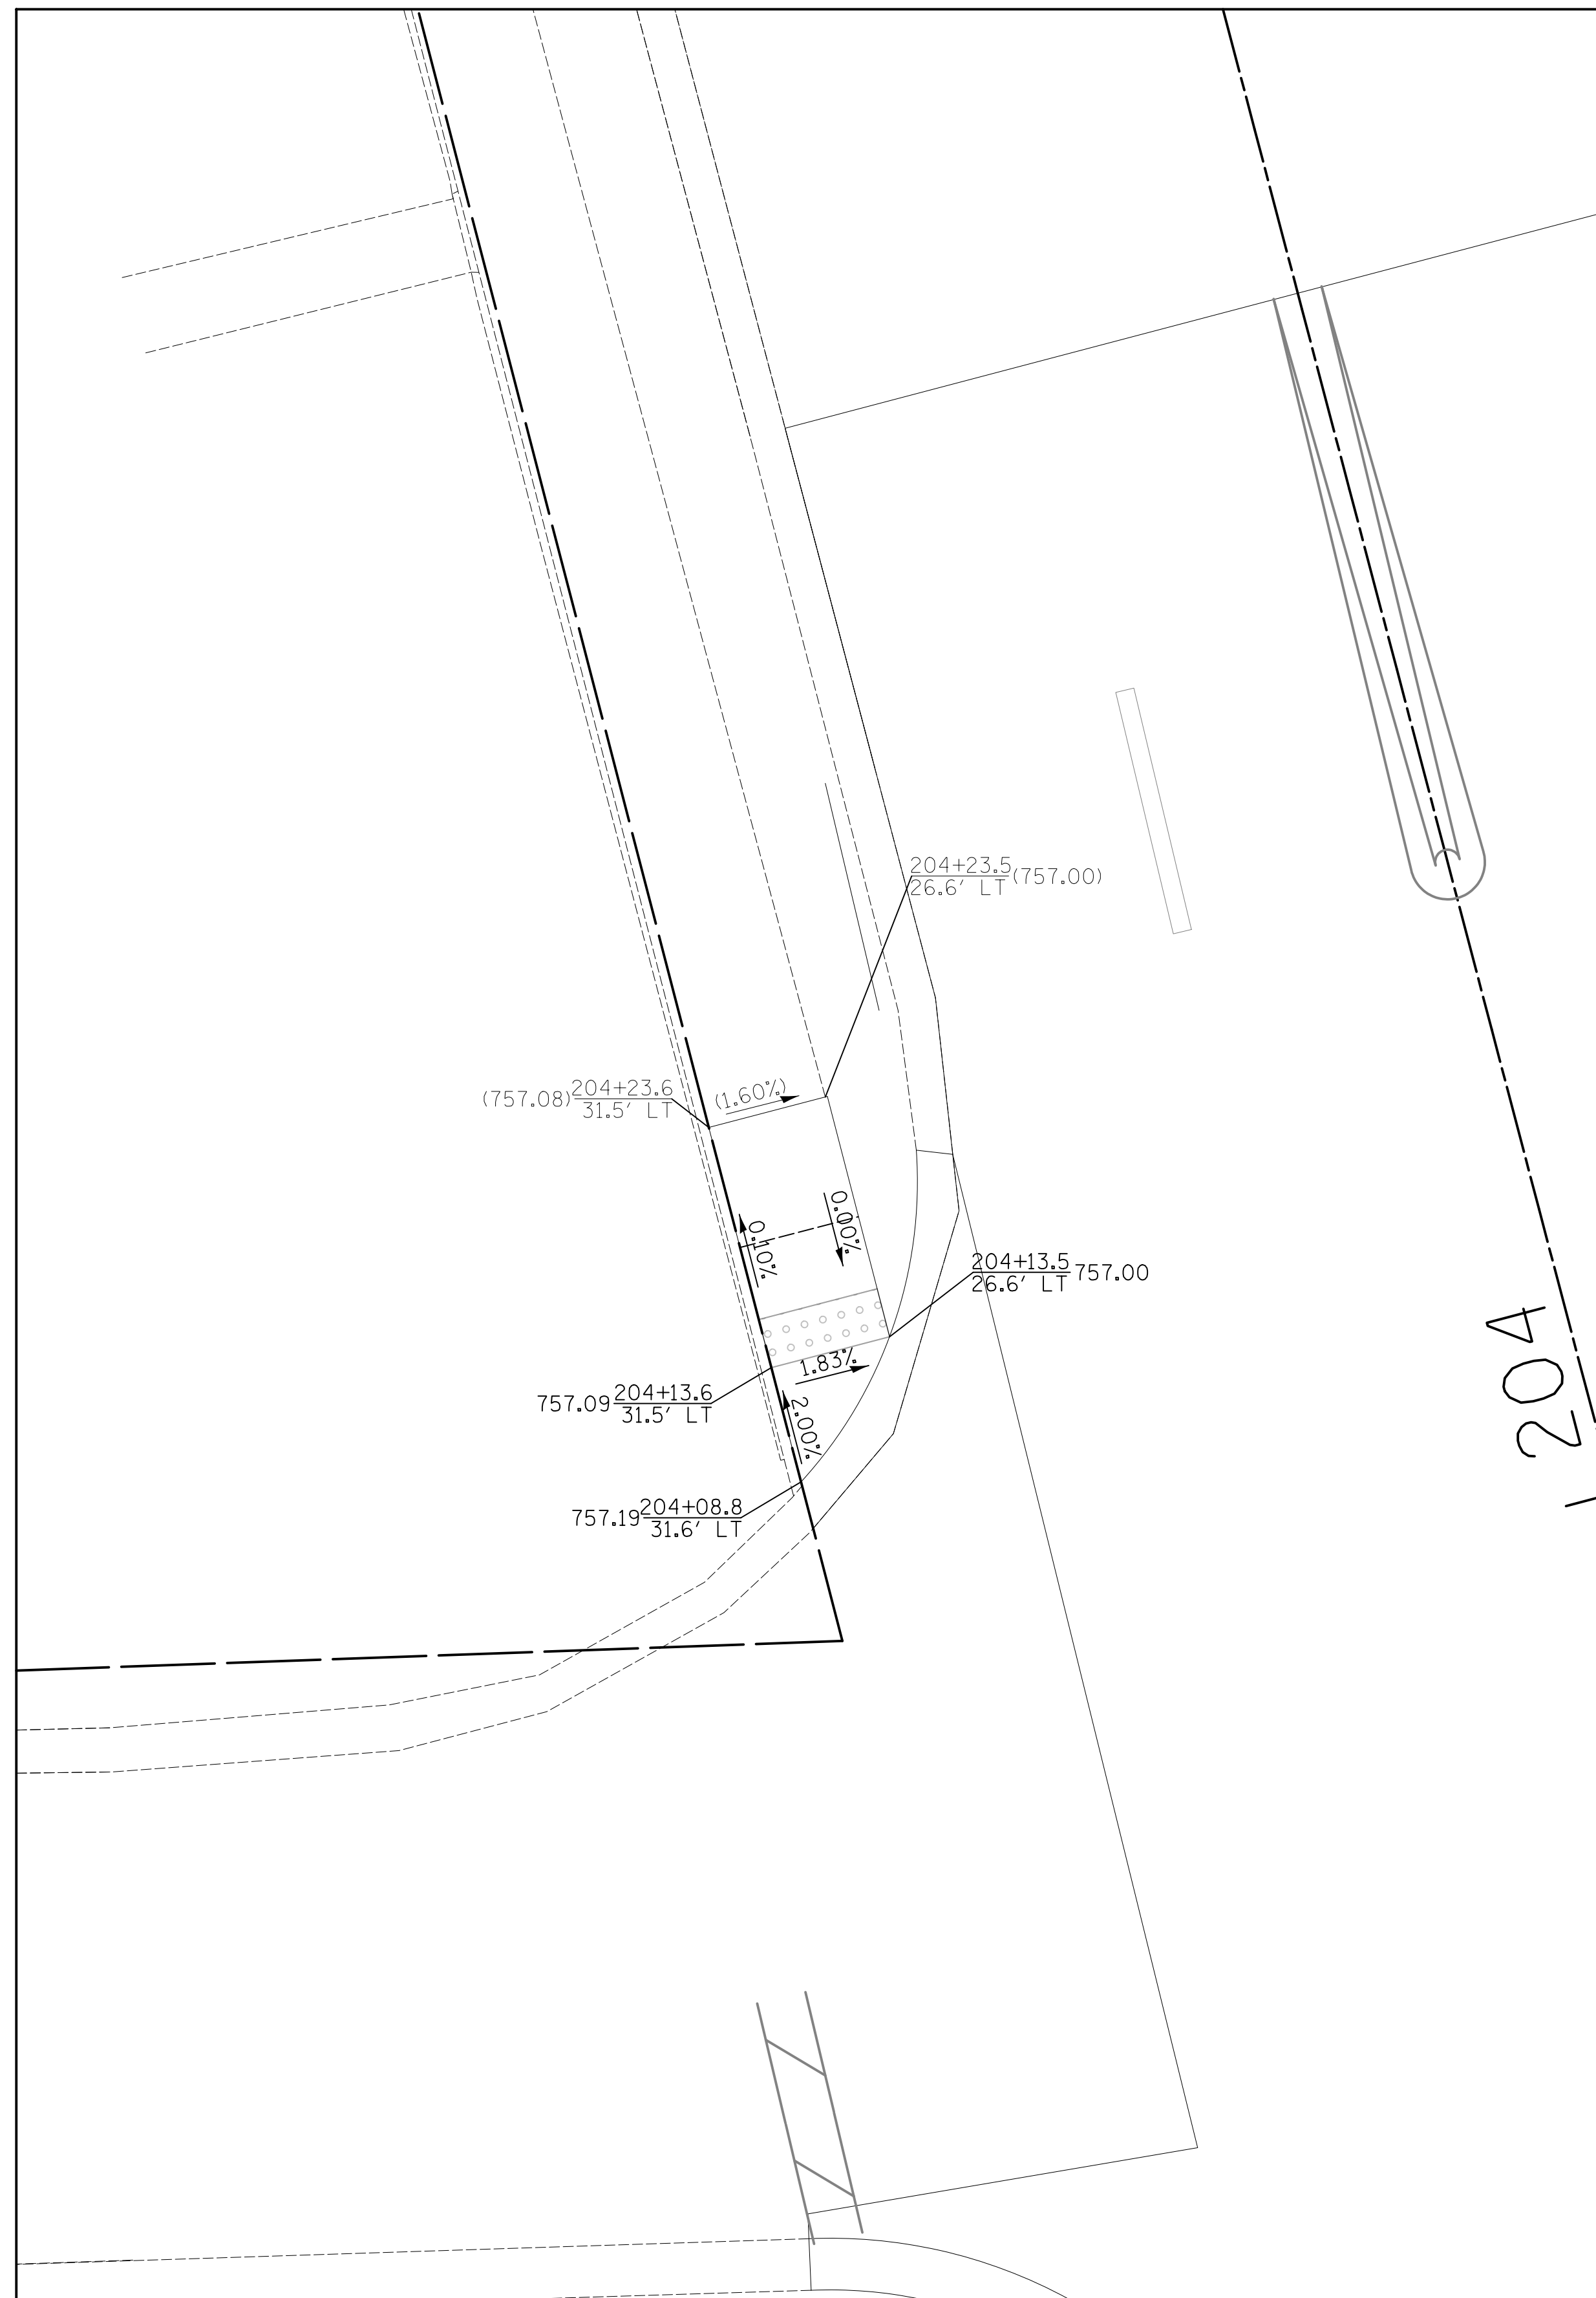 204+23.5
26.6' LT (757.00)
(757.08) 204+23.6
31.5' LT
(1.60%)
0.00%
0.10%
204+13.5
26.6' LT 757.00
1.83%
757.09 204+13.6
31.5' LT
2.00%
757.19 204+08.8
31.6' LT
204